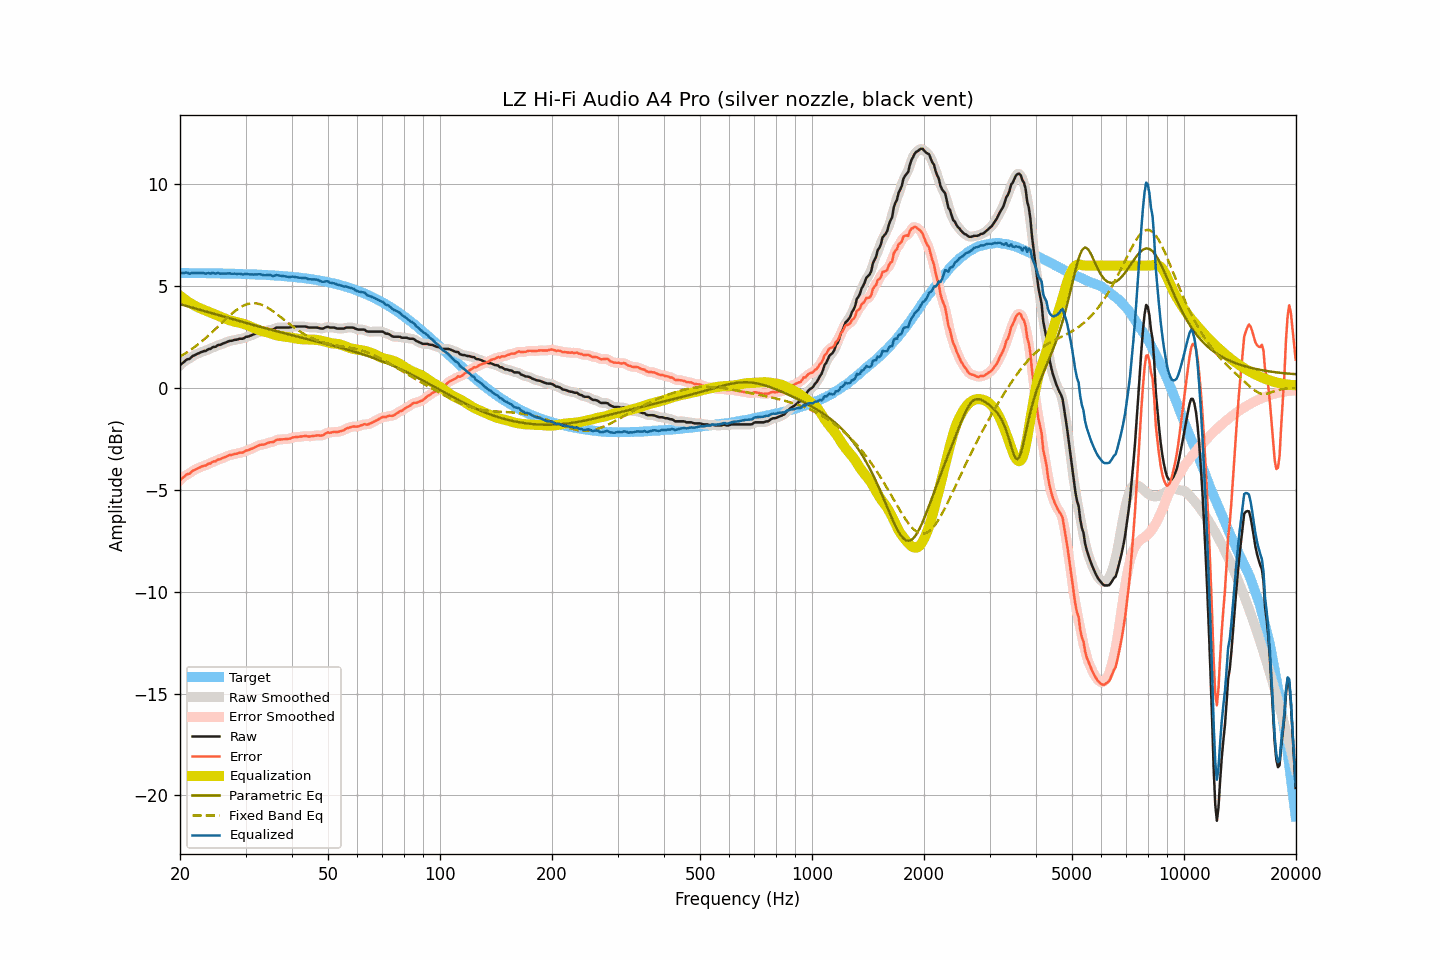 LZ Hi-Fi Audio A4 Pro (silver nozzle, black vent)
10
5
0
−5
−10
−15
−20
Amplitude (dBr)
Target
Raw Smoothed
Error Smoothed
Raw
Error
Equalization
Parametric Eq
Fixed Band Eq
Equalized
20 50 100 200 500 1000 2000 5000 10000 20000
Frequency (Hz)